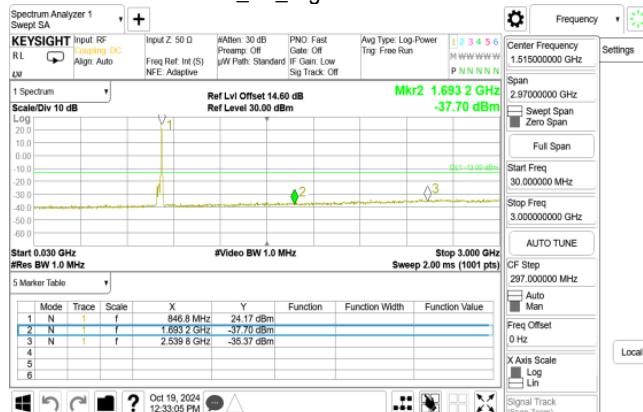 Spectrum Analyzer 1
Swept SA
+
Frequency
KEYSIGHT Input: RF
R L Coupling: DC
Align: Auto
Input Z: 50 Ω
Freq Ref: Int (S)
NFE: Adaptive
#Atten: 30 dB
Preamp: Off
µW Path: Standard
PNO: Fast
Gate: Off
IF Gain: Low
Sig Track: Off
Avg Type: Log-Power
Trig: Free Run
1 2 3 4 5 6
M W W W W W
P N N N N N
1 Spectrum
Scale/Div 10 dB
Ref Lvl Offset 14.60 dB
Ref Level 30.00 dBm
Mkr2 1.693 2 GHz
-37.70 dBm
Log
20.0
10.0
0.00
-10.0
-20.0
-30.0
-40.0
-50.0
-60.0
1
2
3
DL1 -13.00 dBm
Start 0.030 GHz
#Res BW 1.0 MHz
#Video BW 1.0 MHz
Stop 3.000 GHz
Sweep 2.00 ms (1001 pts)
5 Marker Table
Mode Trace Scale X Y Function Function Width Function Value
1 N 1 f 846.8 MHz 24.17 dBm
2 N 1 f 1.693 2 GHz -37.70 dBm
3 N 1 f 2.539 8 GHz -35.37 dBm
4
5
6
Oct 19, 2024
12:33:05 PM
Center Frequency
1.515000000 GHz
Settings
Span
2.97000000 GHz
Swept Span
Zero Span
Full Span
Start Freq
30.000000 MHz
Stop Freq
3.000000000 GHz
AUTO TUNE
CF Step
297.000000 MHz
Auto
Man
Freq Offset
0 Hz
X Axis Scale
Log
Lin
Local
Signal Track
(Span Zoom)